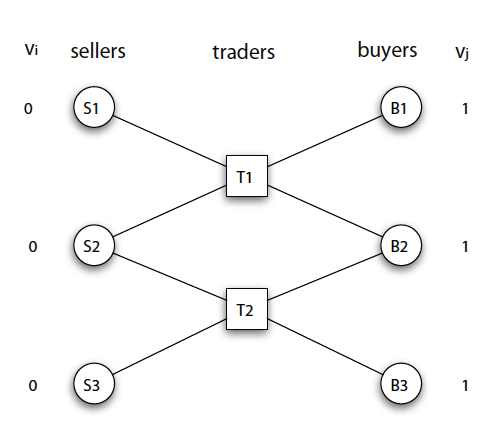 Vi sellers traders buyers Vj
0 S1 B1 1
T1
0 S2 B2 1
T2
0 S3 B3 1